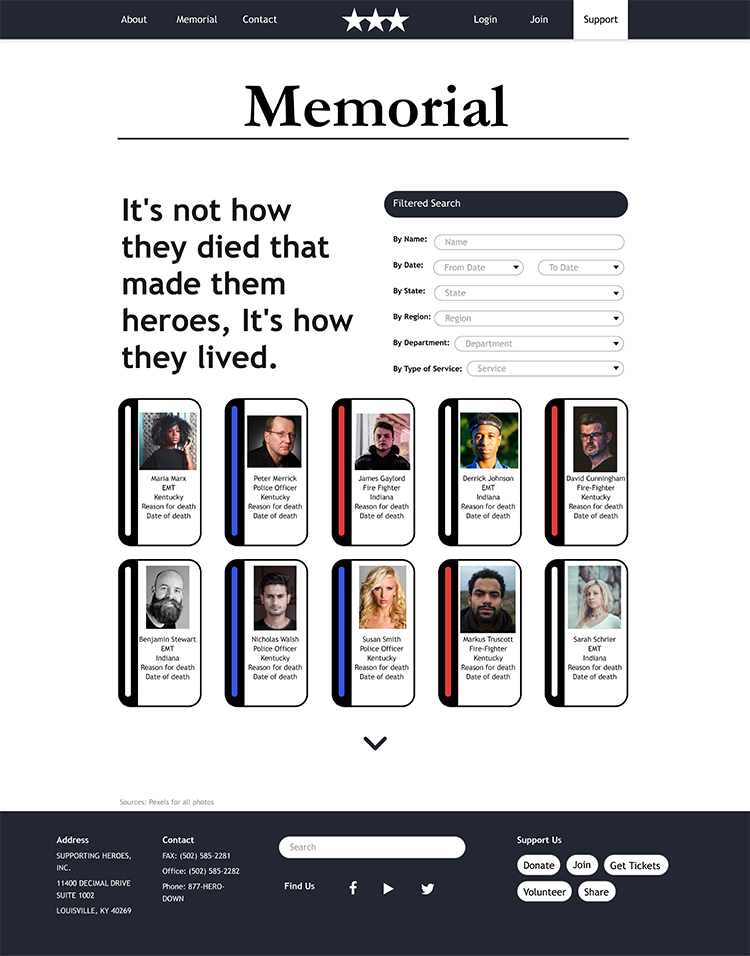 About Memorial Contact Login Join Support
Memorial
It's not how
they died that
made them
heroes, It's how
they lived.
Filtered Search
By Name: Name
By Date: From Date To Date
By State: State
By Region: Region
By Department: Department
By Type of Service: Service
Maria Marx
EMT
Kentucky
Reason for death
Date of death
Peter Merrick
Police Officer
Kentucky
Reason for death
Date of death
James Gaylord
Fire Fighter
Indiana
Reason for death
Date of death
Derrick Johnson
EMT
Indiana
Reason for death
Date of death
David Cunningham
Fire-Fighter
Kentucky
Reason for death
Date of death
Benjamin Stewart
EMT
Indiana
Reason for death
Date of death
Nicholas Walsh
Police Officer
Kentucky
Reason for death
Date of death
Susan Smith
Police Officer
Kentucky
Reason for death
Date of death
Markus Truscott
Fire-Fighter
Kentucky
Reason for death
Date of death
Sarah Schrier
EMT
Indiana
Reason for death
Date of death
Sources: Pexels for all photos
Address
SUPPORTING HEROES,
INC.
11400 DECIMAL DRIVE
SUITE 1002
LOUISVILLE, KY 40269
Contact
FAX: (502) 585-2281
Office: (502) 585-2282
Phone: 877-HERO-
DOWN
Search
Find Us
Support Us
Donate Join Get Tickets
Volunteer Share